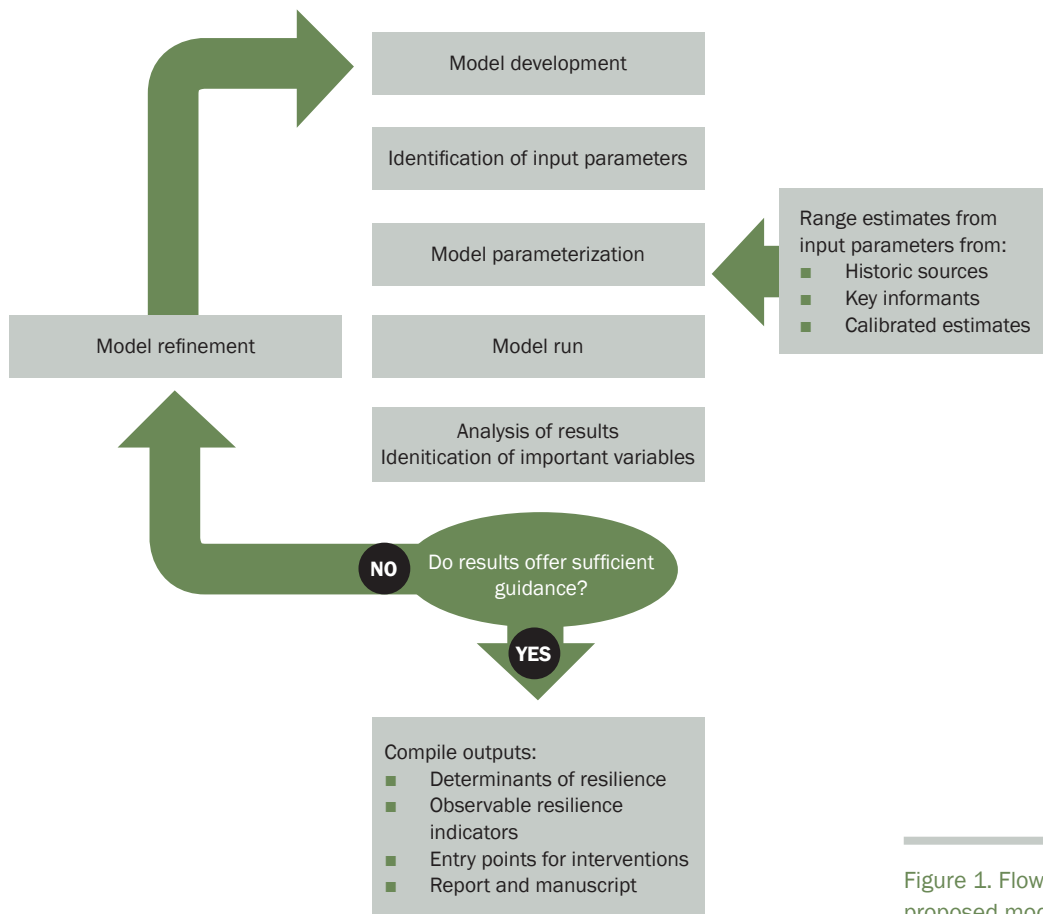 Model development
Identification of input parameters
Model parameterization
Range estimates from
input parameters from:
■ Historic sources
■ Key informants
■ Calibrated estimates
Model refinement
Model run
Analysis of results
Idenitication of important variables
NO
Do results offer sufficient
guidance?
YES
Compile outputs:
■ Determinants of resilience
■ Observable resilience
indicators
■ Entry points for interventions
■ Report and manuscript
Figure 1. Flow
proposed mod